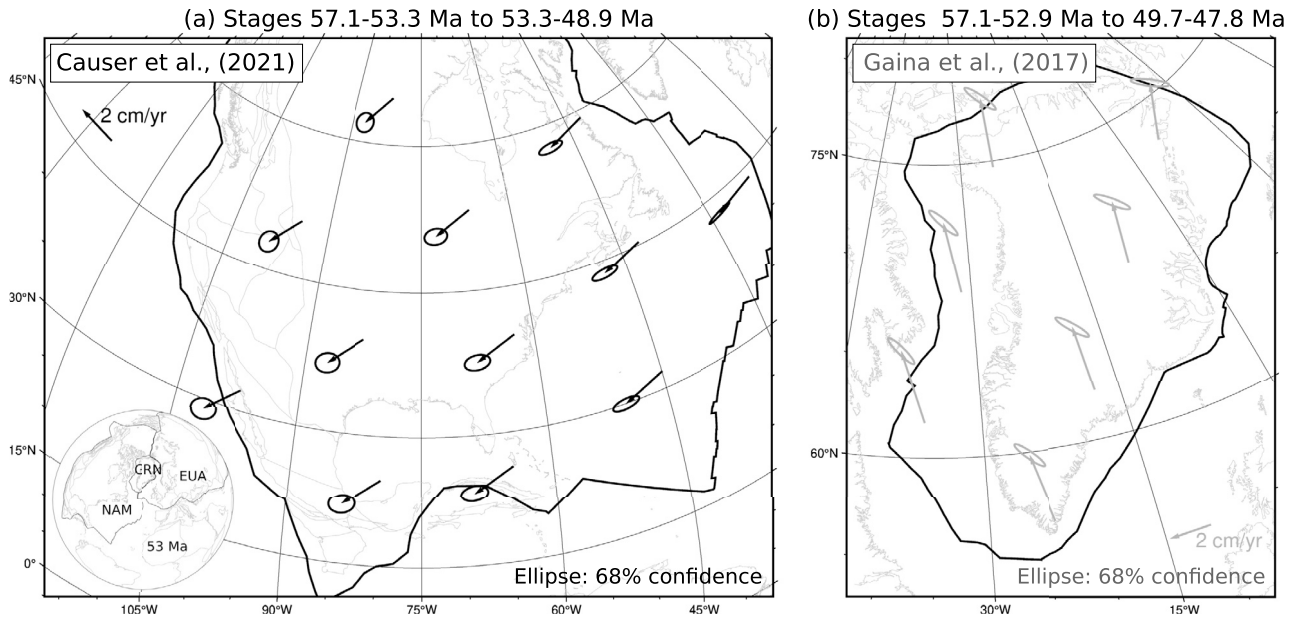 (a) Stages 57.1-53.3 Ma to 53.3-48.9 Ma
Causer et al., (2021)
2 cm/yr
45°N
30°N
15°N
0°
CRN
EUA
NAM
53 Ma
Ellipse: 68% confidence
105°W 90°W 75°W 60°W 45°W
(b) Stages 57.1-52.9 Ma to 49.7-47.8 Ma
Gaina et al., (2017)
75°N
60°N
2 cm/yr
Ellipse: 68% confidence
30°W 15°W